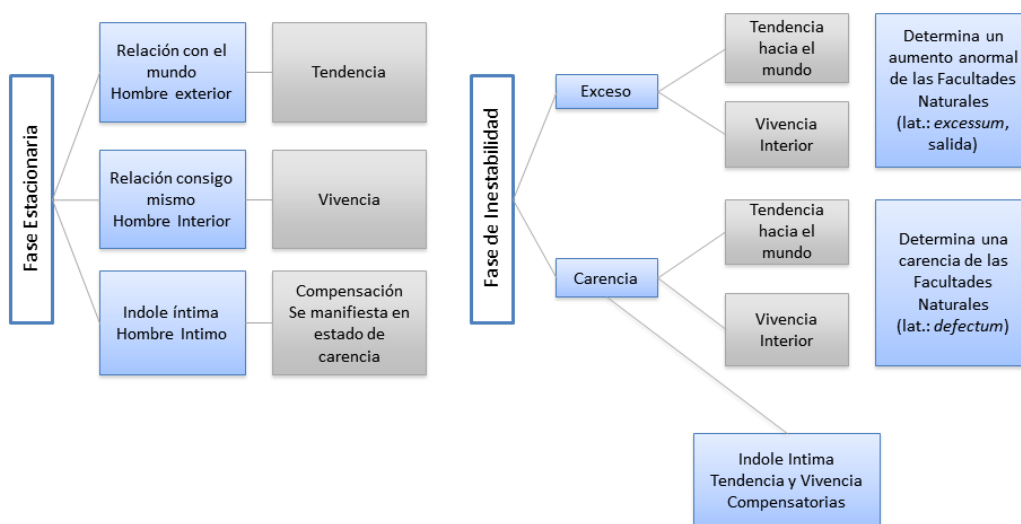 Fase Estacionaria
Relación con el
mundo
Hombre exterior
Tendencia
Relación consigo
mismo
Hombre Interior
Vivencia
Indole íntima
Hombre Intimo
Compensación
Se manifiesta en
estado de
carencia
Fase de Inestabilidad
Exceso
Tendencia
hacia el
mundo
Vivencia
Interior
Determina un
aumento anormal
de las Facultades
Naturales
(lat.: excessum,
salida)
Carencia
Tendencia
hacia el
mundo
Vivencia
Interior
Determina una
carencia de las
Facultades
Naturales
(lat.: defectum)
Indole Intima
Tendencia y Vivencia
Compensatorias